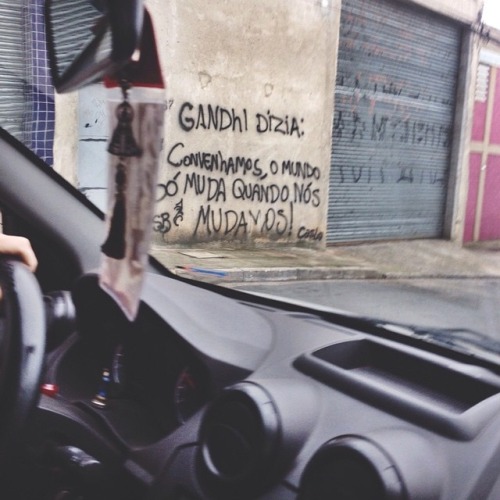 GANDHI DIZIA:
CONVENHAMOS, O MUNDO
SÓ MUDA QUANDO NÓS
MUDAMOS!